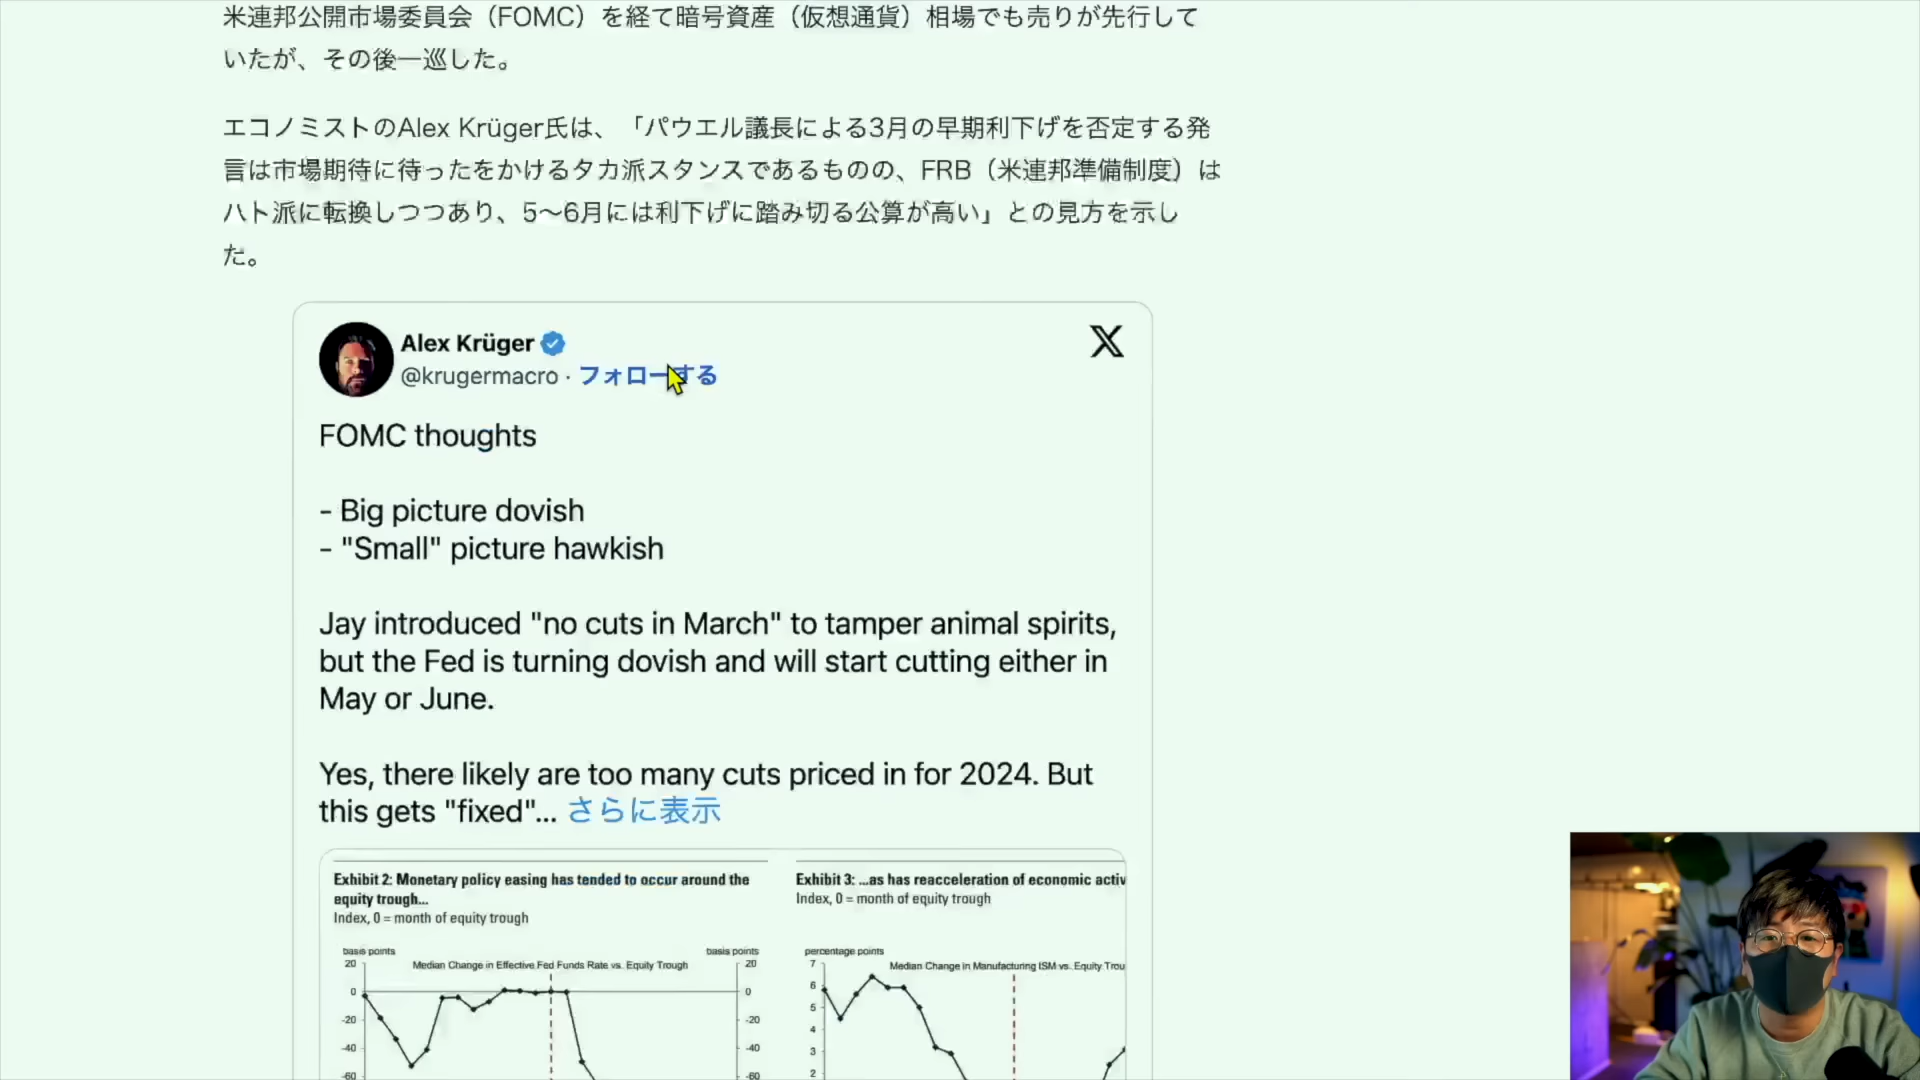 米連邦公開市場委員会（FOMC）を経て暗号資産（仮想通貨）相場でも売りが先行して
いたが、その後一巡した。
エコノミストのAlex Krüger氏は、「パウエル議長による3月の早期利下げを否定する発
言は市場期待に待ったをかけるタカ派スタンスであるものの、FRB（米連邦準備制度）は
ハト派に転換しつつあり、5〜6月には利下げに踏み切る公算が高い」との見方を示し
た。
Alex Krüger
@krugermacro · フォローする
FOMC thoughts
- Big picture dovish
- "Small" picture hawkish
Jay introduced "no cuts in March" to tamper animal spirits,
but the Fed is turning dovish and will start cutting either in
May or June.
Yes, there likely are too many cuts priced in for 2024. But
this gets "fixed"... さらに表示
Exhibit 2: Monetary policy easing has tended to occur around the
equity trough...
Index, 0 = month of equity trough
basis points
basis points
Median Change in Effective Fed Funds Rate vs. Equity Trough
20
0
-20
-40
-60
20
0
-20
-40
-60
Exhibit 3: ...as has reacceleration of economic activ
Index, 0 = month of equity trough
percentage points
Median Change in Manufacturing ISM vs. Equity Trou
7
6
5
4
3
2